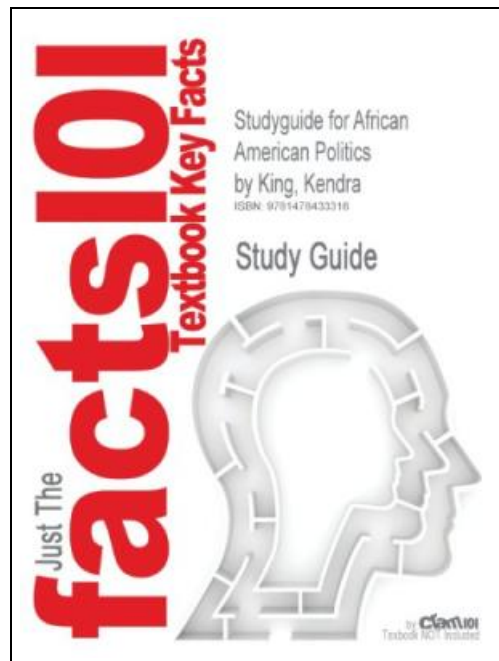 Just The
facts101
Textbook Key Facts
Studyguide for African
American Politics
by King, Kendra
ISBN: 9781478433316
Study Guide
by Cram101
Texbook NOT Included